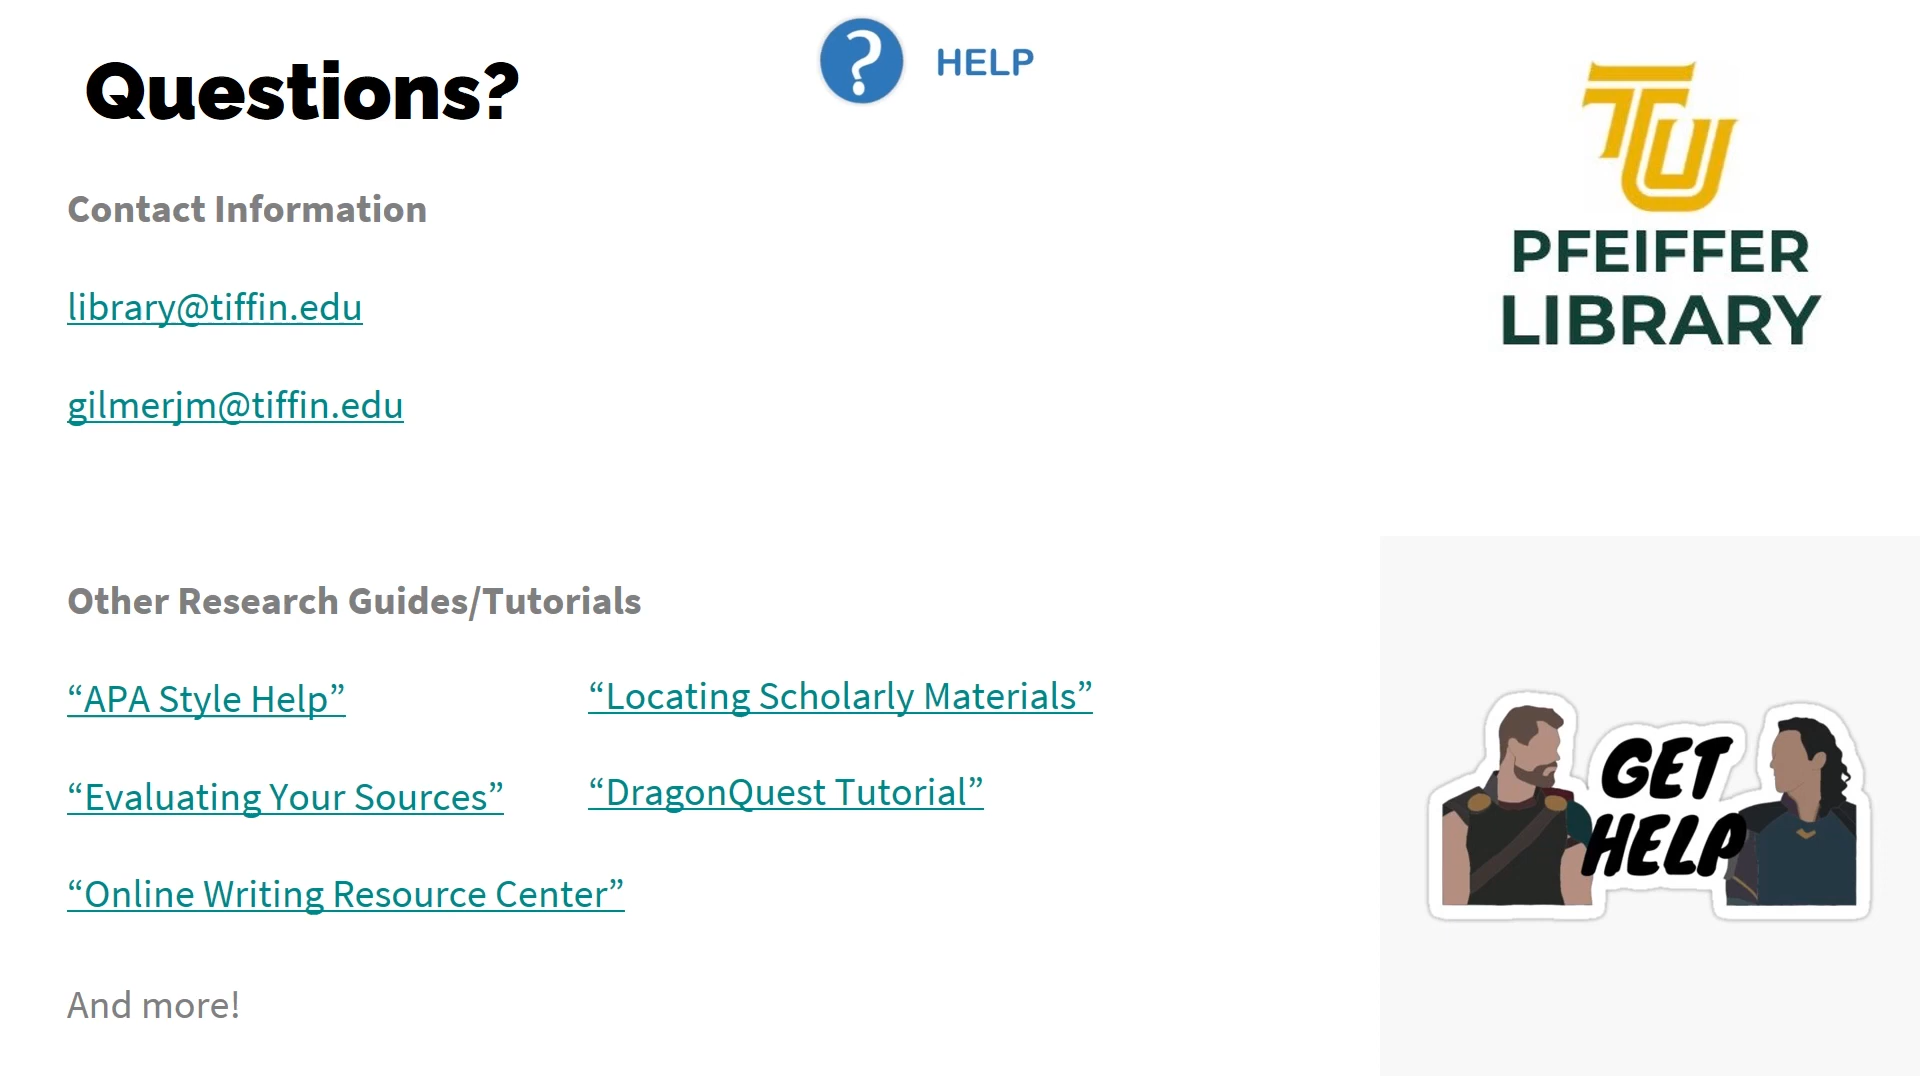 Questions?
? HELP
TU
PFEIFFER
LIBRARY
Contact Information
library@tiffin.edu
gilmerjm@tiffin.edu
Other Research Guides/Tutorials
“APA Style Help”
“Locating Scholarly Materials”
“Evaluating Your Sources”
“DragonQuest Tutorial”
“Online Writing Resource Center”
And more!
GET
HELP